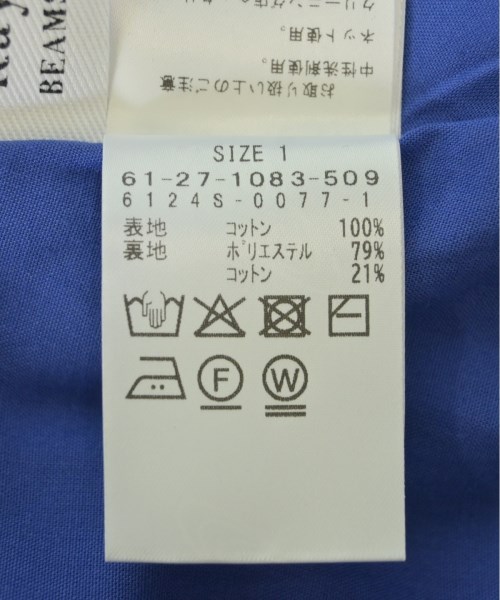 Ray
BEAMS
お取り扱い上のご注意
中性洗剤使用。
ネット使用。
SIZE 1
61-27-1083-509
6124S-0077-1
表地 コットン 100%
裏地 ポリエステル 79%
コットン 21%
F W